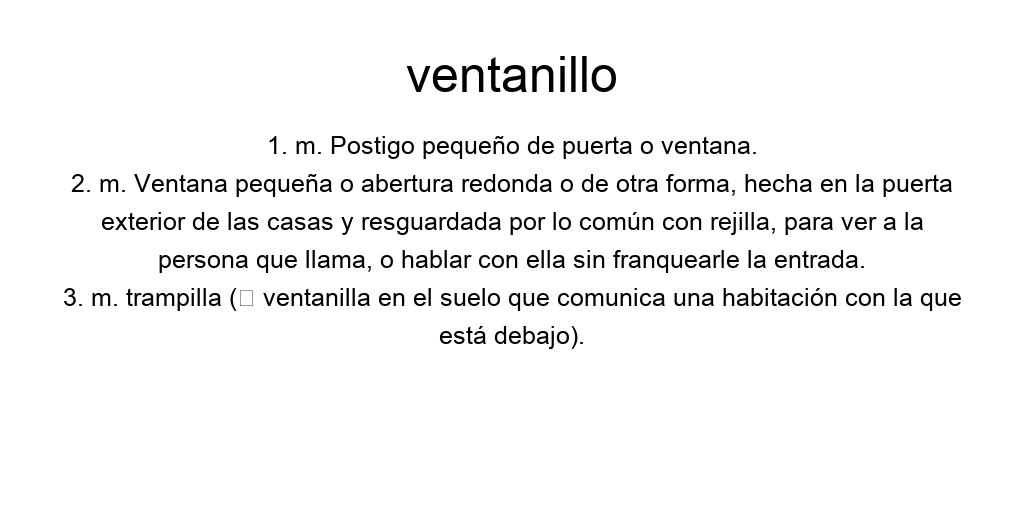 ventanillo
1. m. Postigo pequeño de puerta o ventana.
2. m. Ventana pequeña o abertura redonda o de otra forma, hecha en la puerta
exterior de las casas y resguardada por lo común con rejilla, para ver a la
persona que llama, o hablar con ella sin franquearle la entrada.
3. m. trampilla (▯ ventanilla en el suelo que comunica una habitación con la que
está debajo).